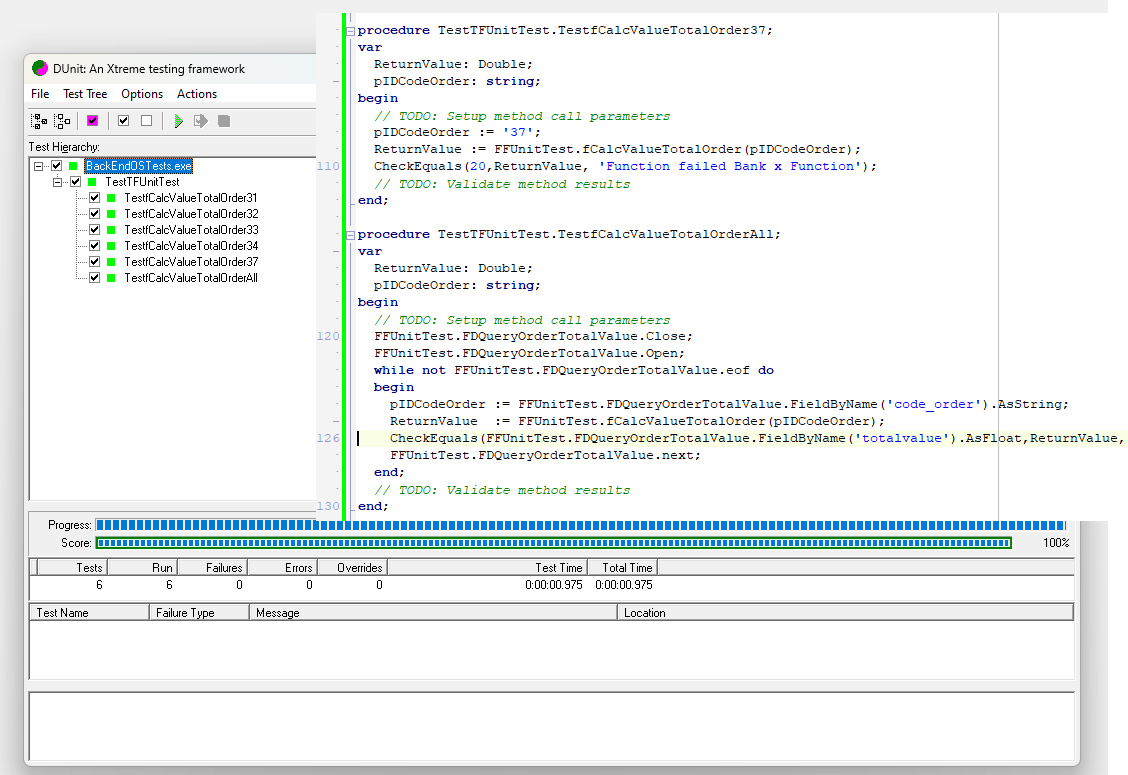 DUnit: An Xtreme testing framework
File Test Tree Options Actions
Test Hierarchy:
BackEndOSTests.exe
TestTFUnitTest
TestfCalcValueTotalOrder31
TestfCalcValueTotalOrder32
TestfCalcValueTotalOrder33
TestfCalcValueTotalOrder34
TestfCalcValueTotalOrder37
TestfCalcValueTotalOrderAll
procedure TestTFUnitTest.TestfCalcValueTotalOrder37;
var
ReturnValue: Double;
pIDCodeOrder: string;
begin
// TODO: Setup method call parameters
pIDCodeOrder := '37';
ReturnValue := FFUnitTest.fCalcValueTotalOrder(pIDCodeOrder);
110 CheckEquals(20,ReturnValue, 'Function failed Bank x Function');
// TODO: Validate method results
end;
procedure TestTFUnitTest.TestfCalcValueTotalOrderAll;
var
ReturnValue: Double;
pIDCodeOrder: string;
begin
// TODO: Setup method call parameters
120 FFUnitTest.FDQueryOrderTotalValue.Close;
FFUnitTest.FDQueryOrderTotalValue.Open;
while not FFUnitTest.FDQueryOrderTotalValue.eof do
begin
pIDCodeOrder := FFUnitTest.FDQueryOrderTotalValue.FieldByName('code_order').AsString;
ReturnValue := FFUnitTest.fCalcValueTotalOrder(pIDCodeOrder);
126 CheckEquals(FFUnitTest.FDQueryOrderTotalValue.FieldByName('totalvalue').AsFloat,ReturnValue,
FFUnitTest.FDQueryOrderTotalValue.next;
end;
// TODO: Validate method results
130 end;
Progress:
Score: 100%
Tests Run Failures Errors Overrides Test Time Total Time
6 6 0 0 0 0:00:00.975 0:00:00.975
Test Name Failure Type Message Location